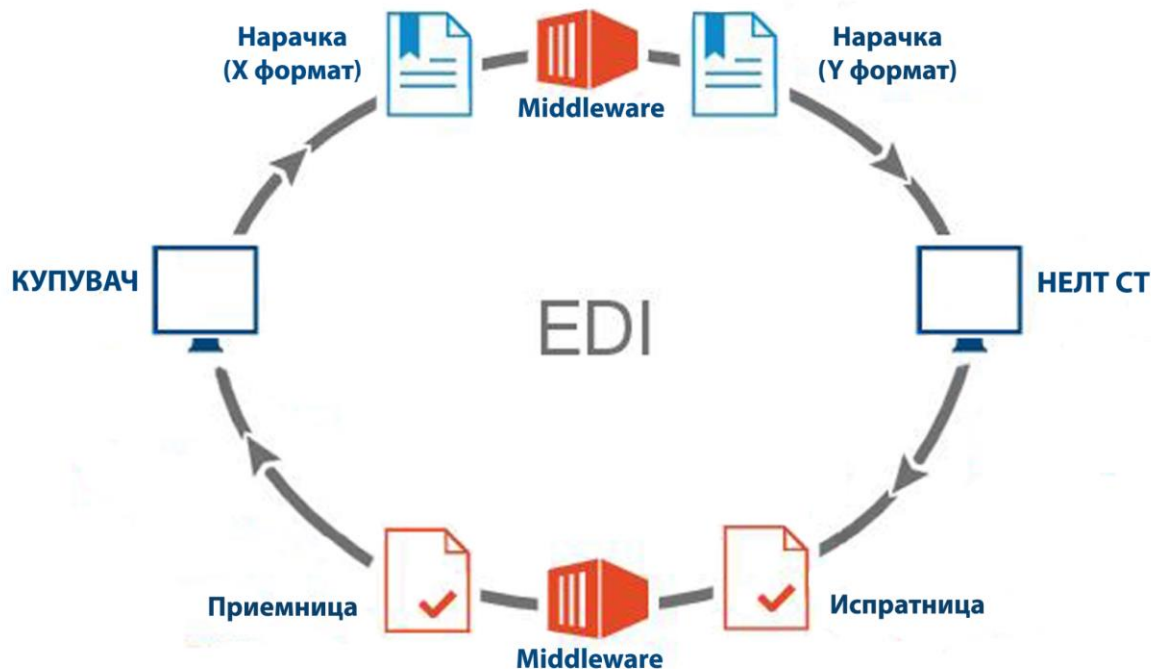 Нарачка
(X формат)
Middleware
Нарачка
(Y формат)
КУПУВАЧ
EDI
НЕЛТ СТ
Приемница
Middleware
Испратница